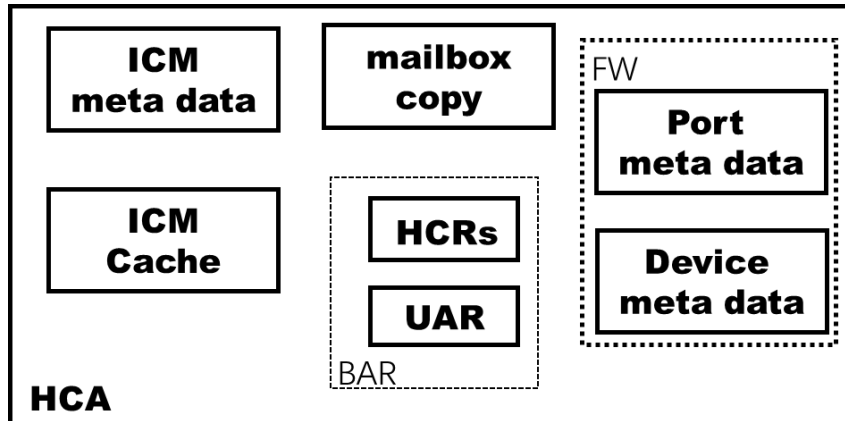 ICM
meta data
mailbox
copy
FW
Port
meta data
ICM
Cache
HCRs
UAR
BAR
Device
meta data
HCA